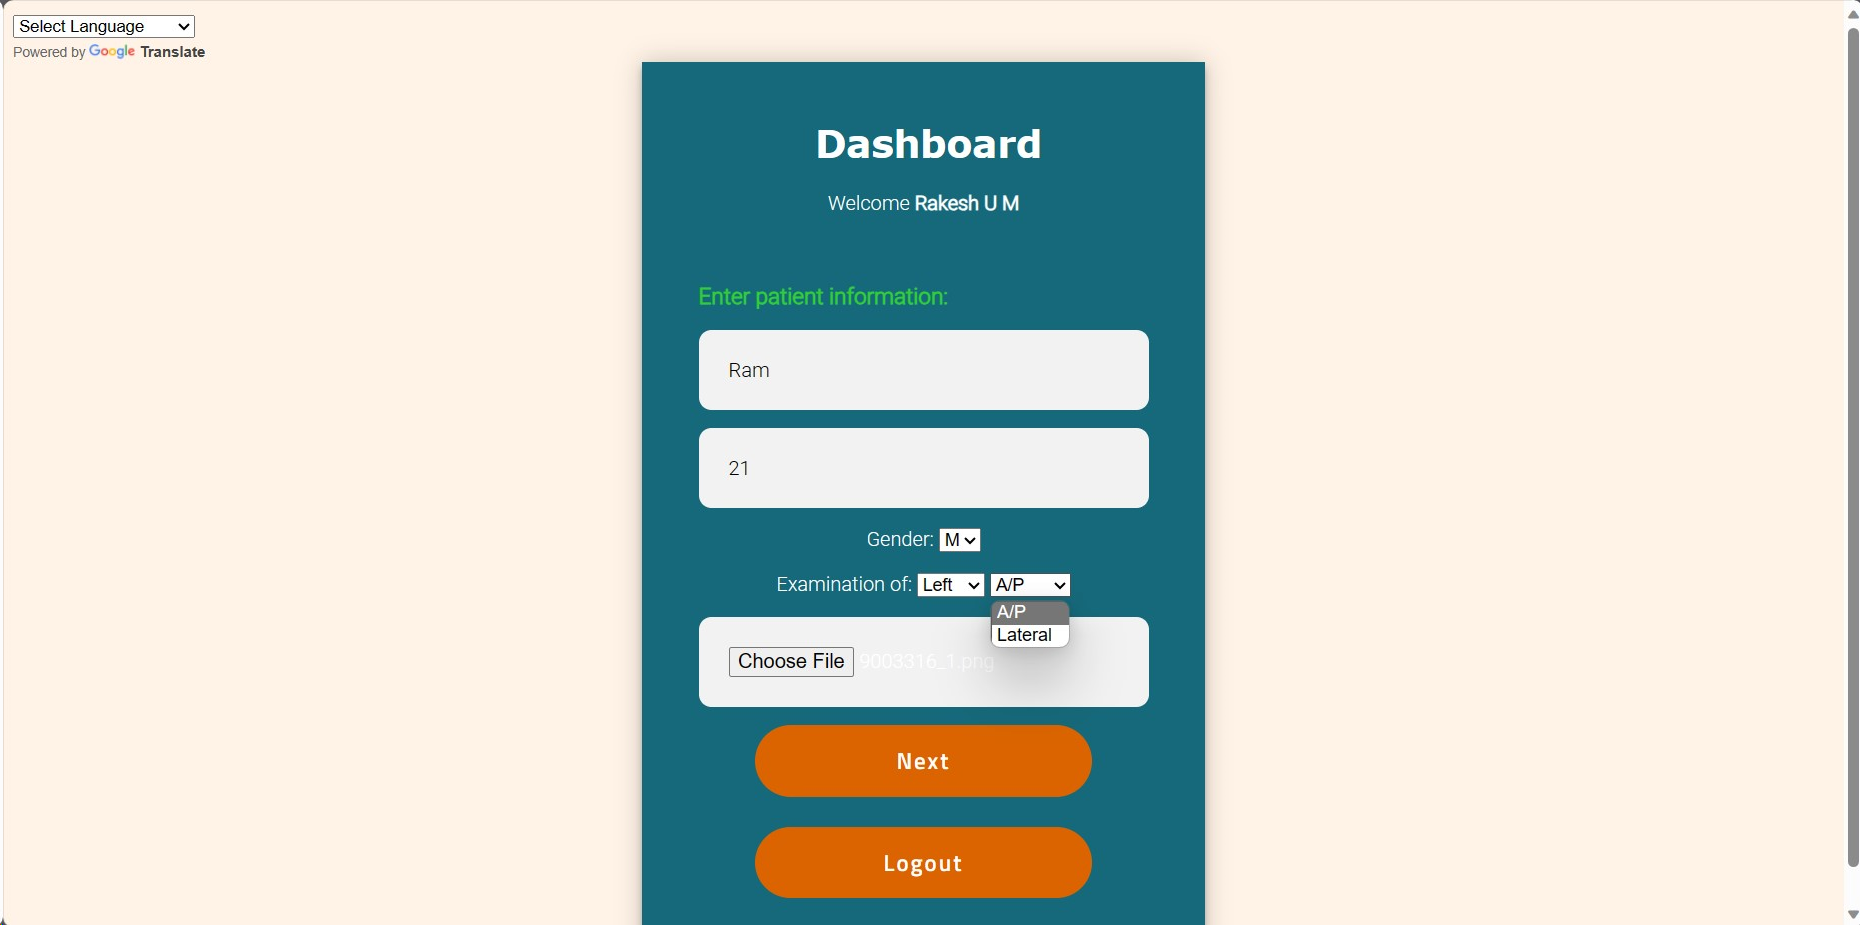 Select Language
Powered by Google Translate
Dashboard
Welcome Rakesh U M
Enter patient information:
Ram
21
Gender: M
Examination of: Left A/P
A/P
Lateral
Choose File 9003316_1.png
Next
Logout